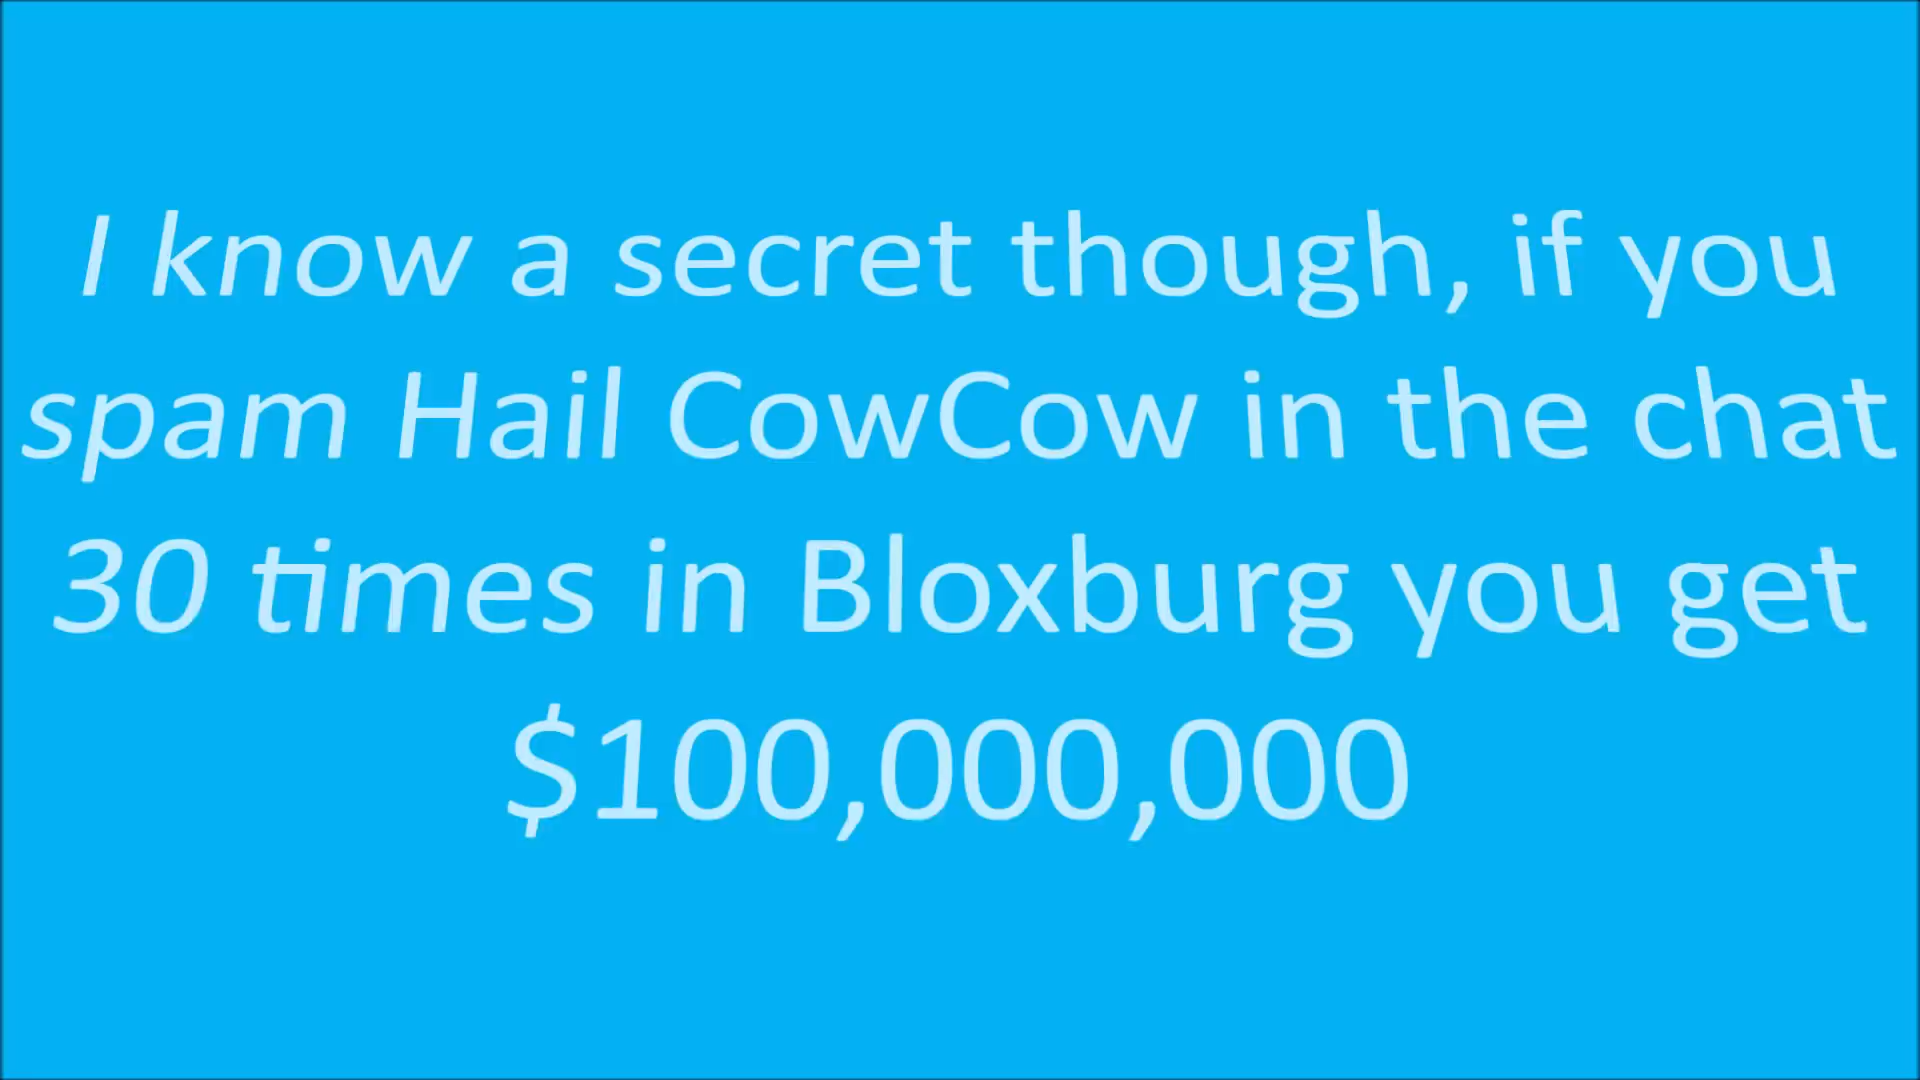 I know a secret though, if you
spam Hail CowCow in the chat
30 times in Bloxburg you get
$100,000,000